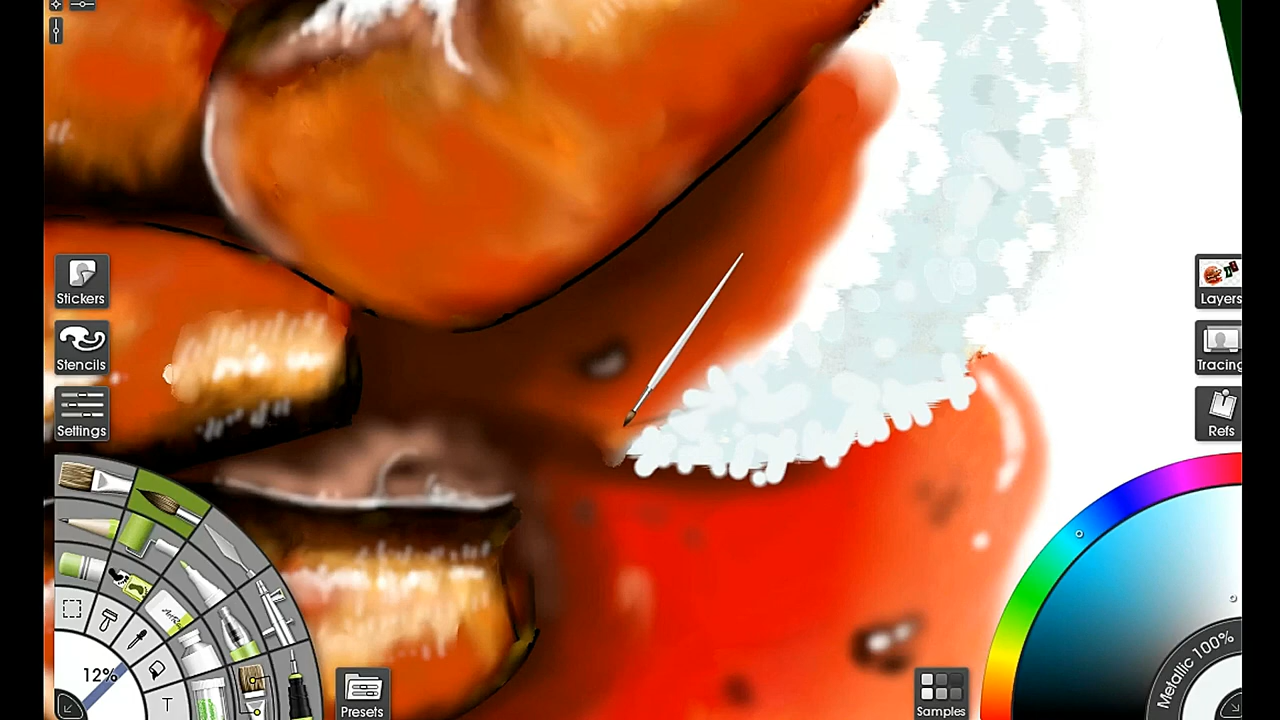 Stickers
Stencils
Settings
Layers
Tracing
Refs
12%
T
Presets
Samples
Metallic 100%